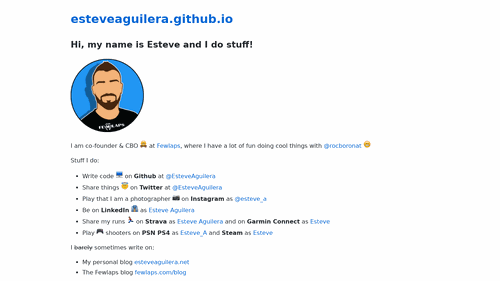 esteveaguilera.github.io
Hi, my name is Esteve and I do stuff!
FEWLAPS
I am co-founder & CBO at Fewlaps, where I have a lot of fun doing cool things with @rocboronat
Stuff I do:
Write code on Github at @EsteveAguilera
Share things on Twitter at @EsteveAguilera
Play that I am a photographer on Instagram as @esteve_a
Be on LinkedIn as Esteve Aguilera
Share my runs on Strava as Esteve Aguilera and on Garmin Connect as Esteve
Play shooters on PSN PS4 as Esteve_A and Steam as Esteve
I barely sometimes write on:
My personal blog esteveaguilera.net
The Fewlaps blog fewlaps.com/blog